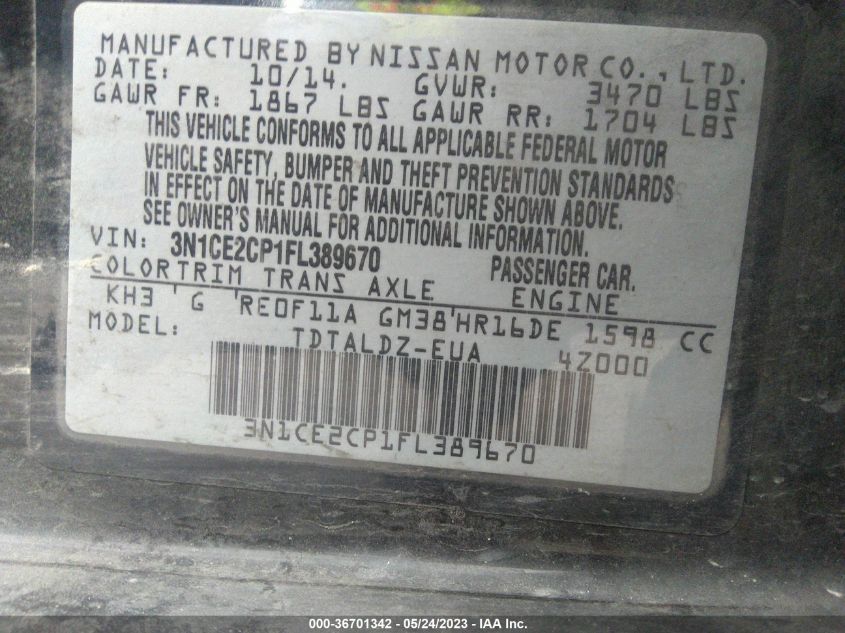 MANUFACTURED BY NISSAN MOTOR CO., LTD.
DATE: 10/14. GVWR: 3470 LBS
GAWR FR: 1867 LBS GAWR RR: 1704 LBS
THIS VEHICLE CONFORMS TO ALL APPLICABLE FEDERAL MOTOR
VEHICLE SAFETY, BUMPER AND THEFT PREVENTION STANDARDS
IN EFFECT ON THE DATE OF MANUFACTURE SHOWN ABOVE.
SEE OWNER'S MANUAL FOR ADDITIONAL INFORMATION.
VIN: 3N1CE2CP1FL389670 PASSENGER CAR.
COLORTRIM TRANS AXLE ENGINE
KH3 'G 'RE0F11A GM38'HR16DE 1598 CC
MODEL: TDTALDZ-EUA 4Z000
3N1CE2CP1FL389670
000-36701342 - 05/24/2023 - IAA Inc.